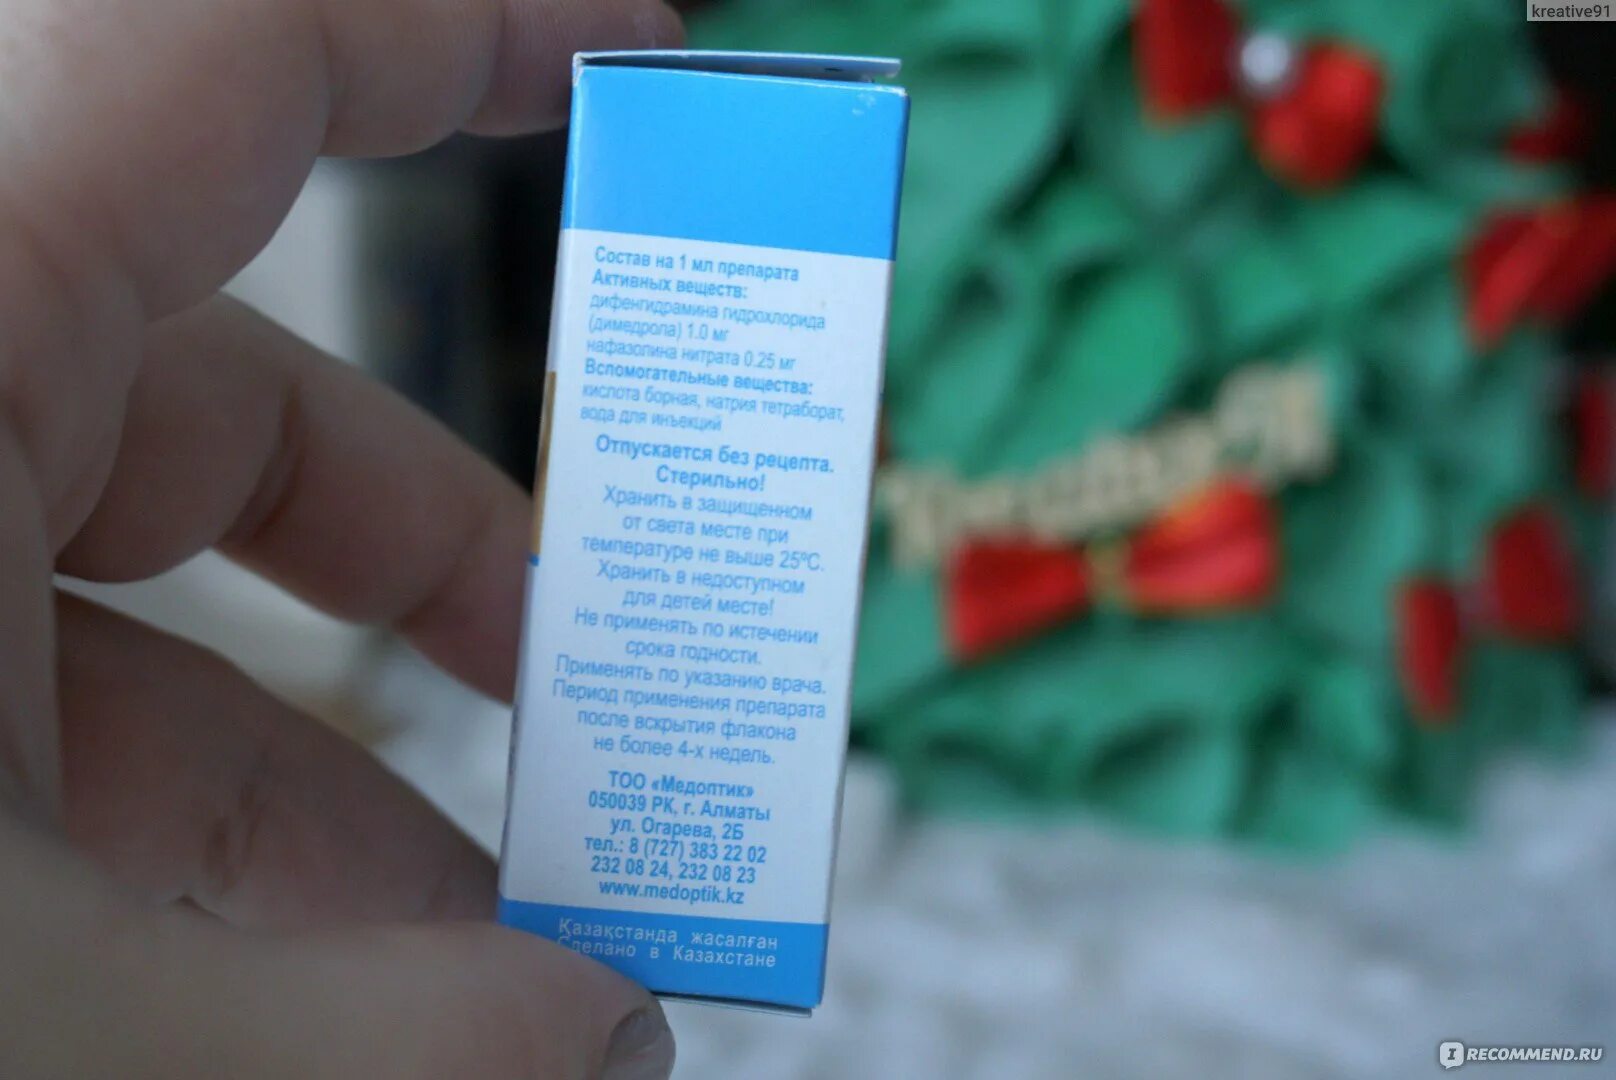 kreative91
Состав на 1 мл препарата
Активных веществ:
дифенгидрамина гидрохлорида
(димедрола) 1.0 мг
нафазолина нитрата 0.25 мг
Вспомогательные вещества:
кислота борная, натрия тетраборат,
вода для инъекций
Отпускается без рецепта.
Стерильно!
Хранить в защищенном
от света месте при
температуре не выше 25ºС.
Хранить в недоступном
для детей месте!
Не применять по истечении
срока годности.
Применять по указанию врача.
Период применения препарата
после вскрытия флакона
не более 4-х недель.
ТОО «Медоптик»
050039 РК, г. Алматы
ул. Огарева, 2Б
тел.: 8 (727) 383 22 02
232 08 24, 232 08 23
www.medoptik.kz
Қазақстанда жасалған
Сделано в Казахстане
I RECOMMEND.RU